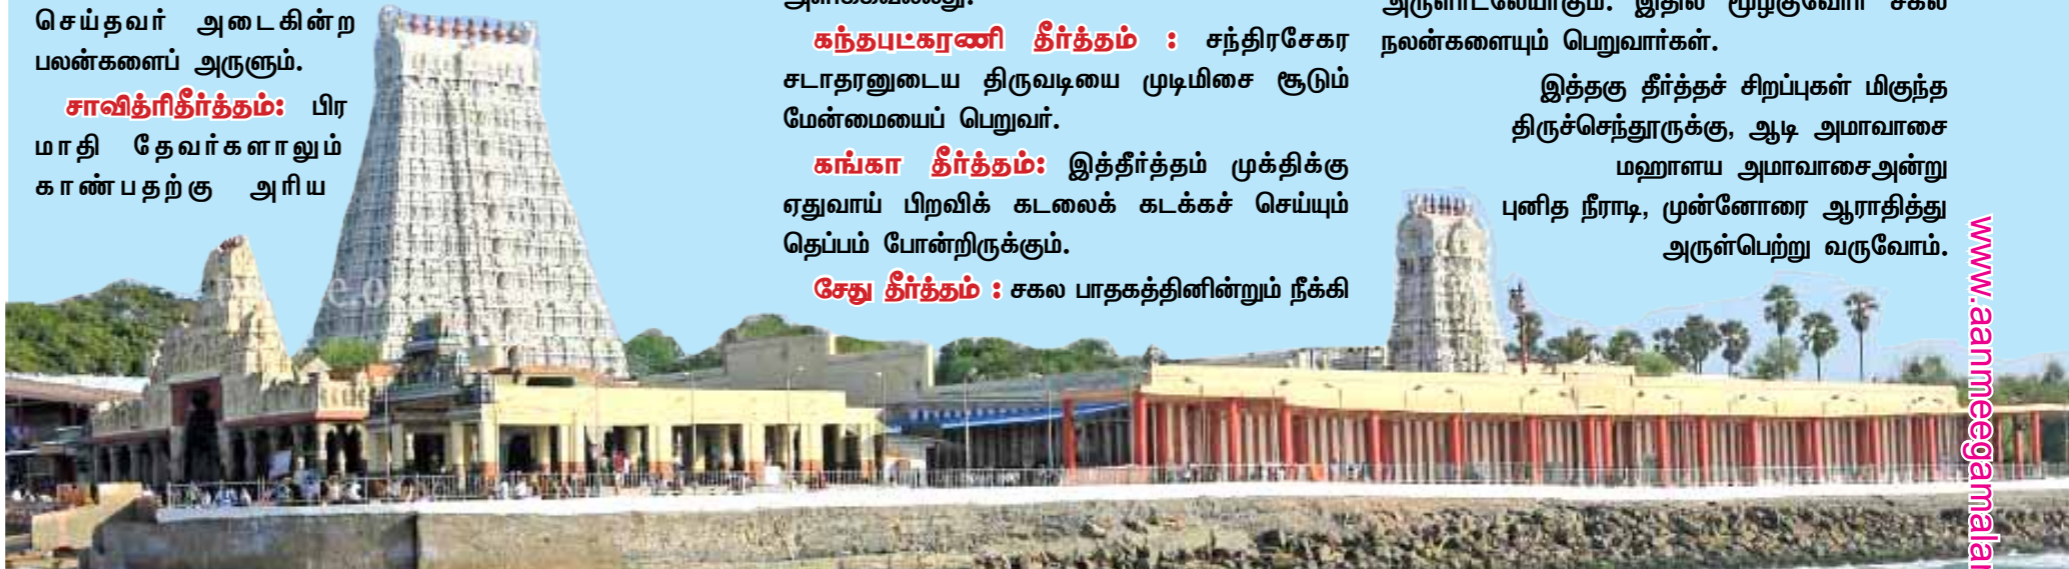 செய்தவர் அடைகின்ற
பலன்களைப் அருளும்.
சாவித்ரிதீர்த்தம்: பிர
மாதி தேவர்களாலும்
காண்பதற்கு அரிய
கந்தபுட்கரணி தீர்த்தம் : சந்திரசேகர
சடாதரனுடைய திருவடியை முடிமிசை சூடும்
மேன்மையைப் பெறுவர்.
கங்கா தீர்த்தம்: இத்தீர்த்தம் முக்திக்கு
ஏதுவாய் பிறவிக் கடலைக் கடக்கச் செய்யும்
தெப்பம் போன்றிருக்கும்.
சேது தீர்த்தம் : சகல பாதகத்தினின்றும் நீக்கி
இதில் மூழ்குவோர் சகல
நலன்களையும் பெறுவார்கள்.
இத்தகு தீர்த்தச் சிறப்புகள் மிகுந்த
திருச்செந்தூருக்கு, ஆடி அமாவாசை
மஹாளய அமாவாசைஅன்று
புனித நீராடி, முன்னோரை ஆராதித்து
அருள்பெற்று வருவோம்.
www.aanmeegamalar